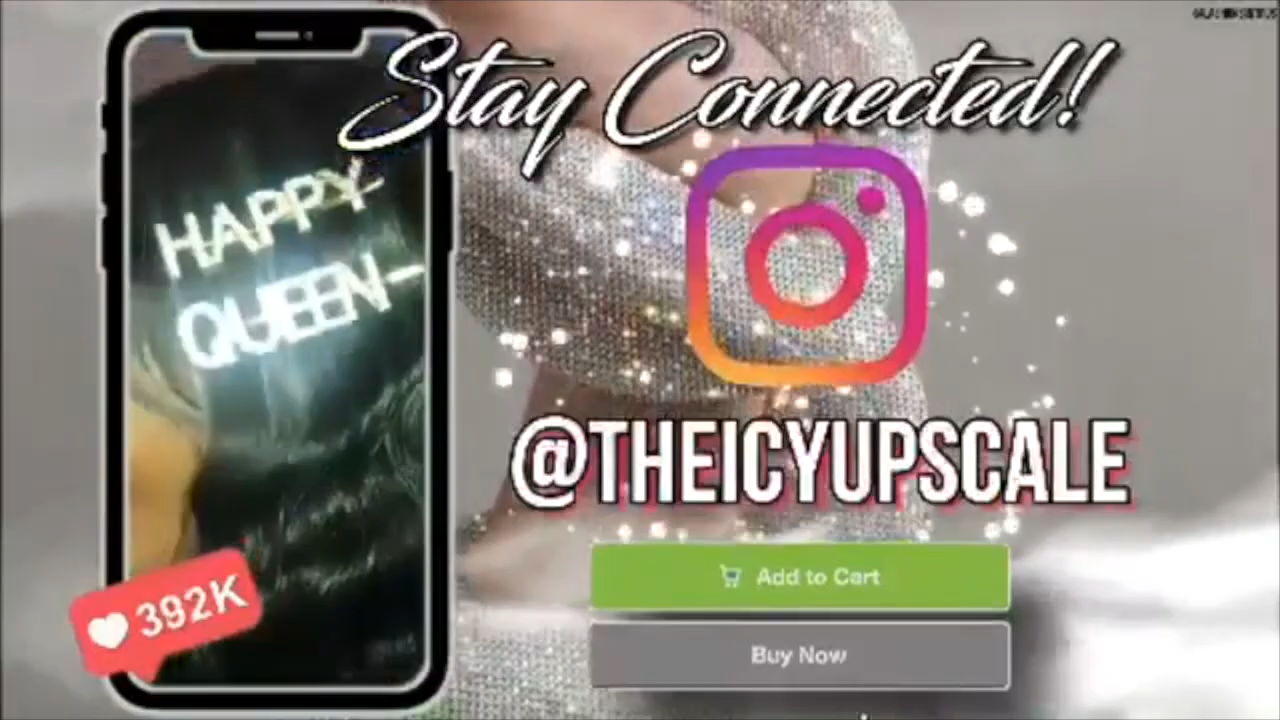 Stay Connected!
HAPPY
QUEEN
@THEICYUPSCALE
392K
Add to Cart
Buy Now